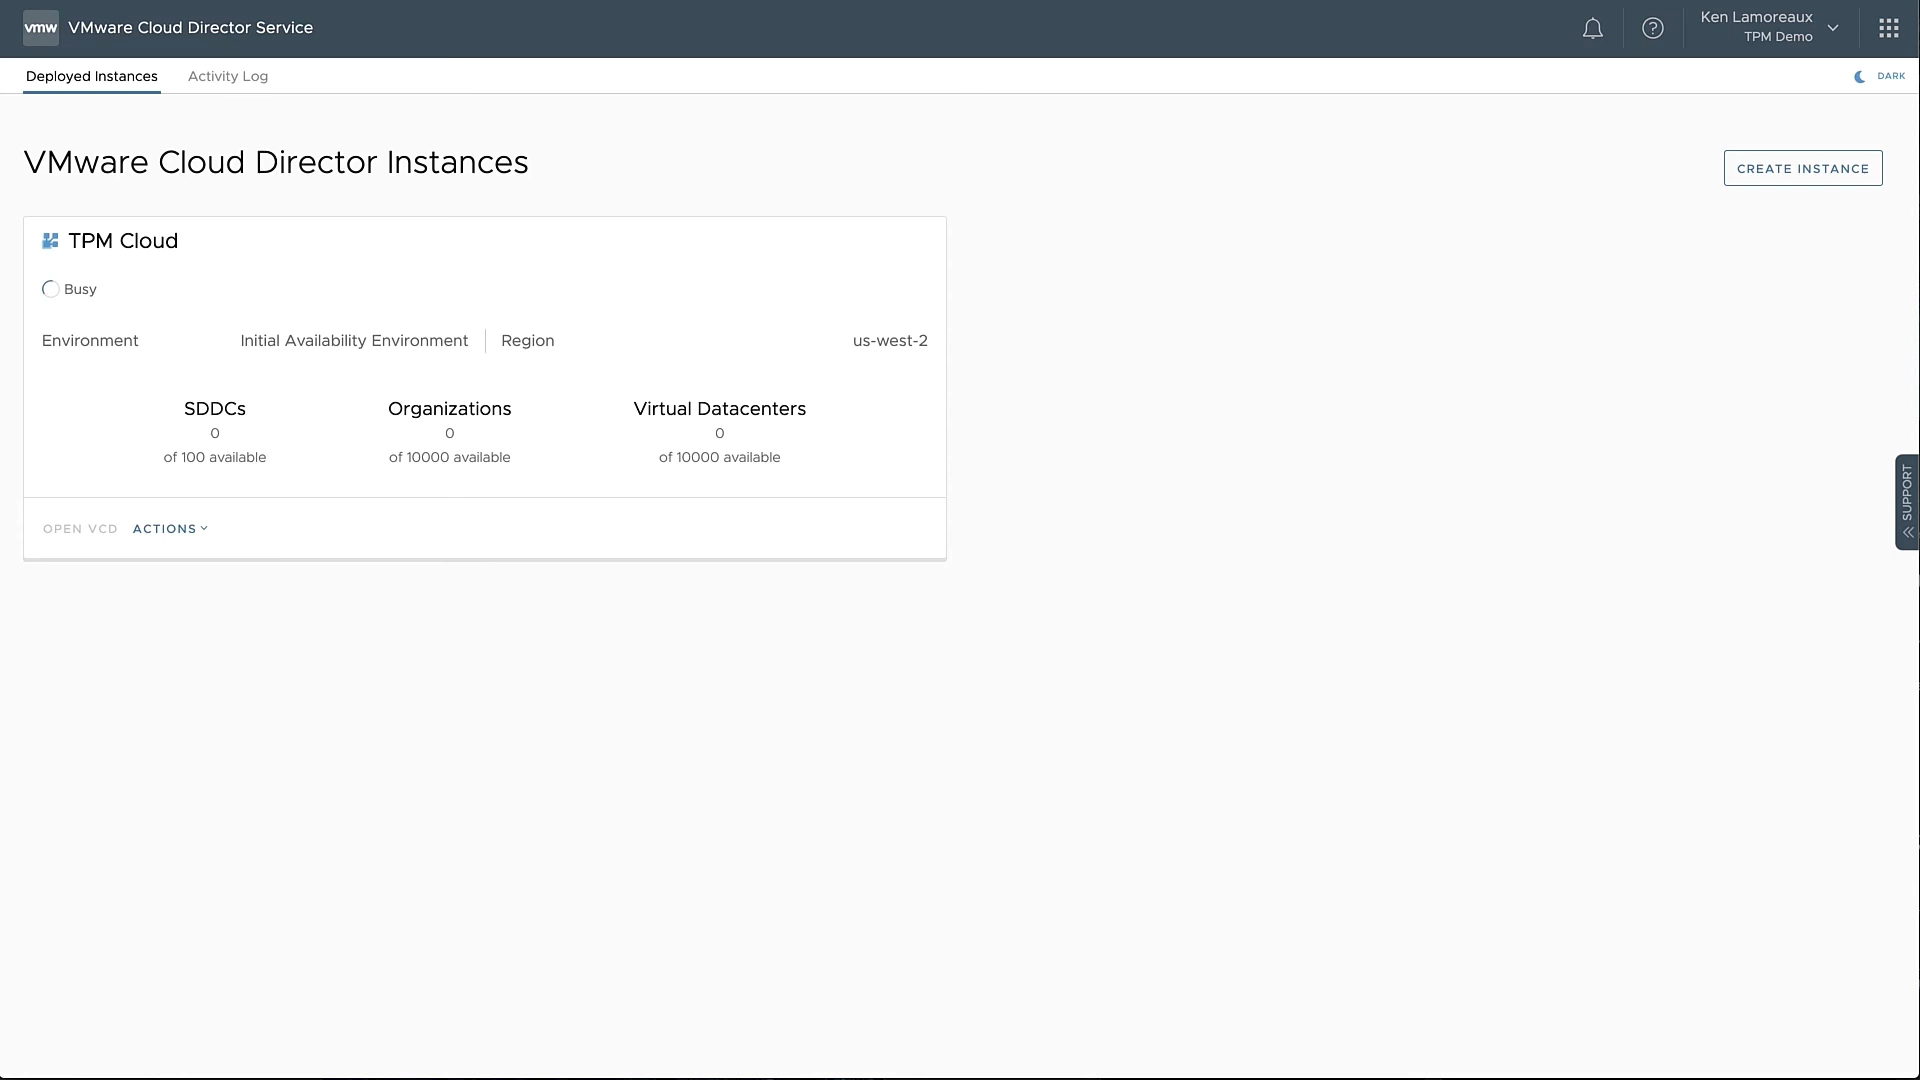 vmw VMware Cloud Director Service
Ken Lamoreaux
TPM Demo
Deployed Instances Activity Log
DARK
VMware Cloud Director Instances
CREATE INSTANCE
TPM Cloud
Busy
Environment Initial Availability Environment Region us-west-2
SDDCs Organizations Virtual Datacenters
0 0 0
of 100 available of 10000 available of 10000 available
OPEN VCD ACTIONS
SUPPORT